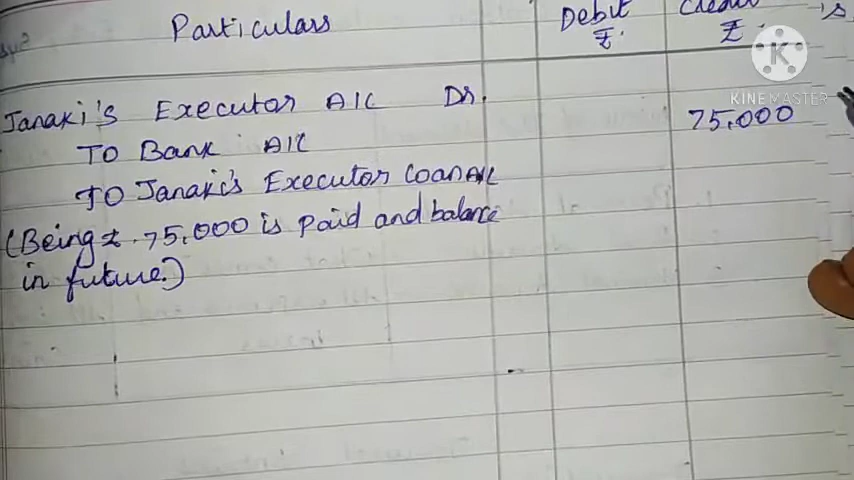 Particulars
Debit
₹.
Credit
₹.
KINEMASTER
Janaki's Executor A/C Dr.
75,000
TO Bank A/C
TO Janaki's Executor Loan A/C
(Being ₹.75,000 is paid and balance
in future.)